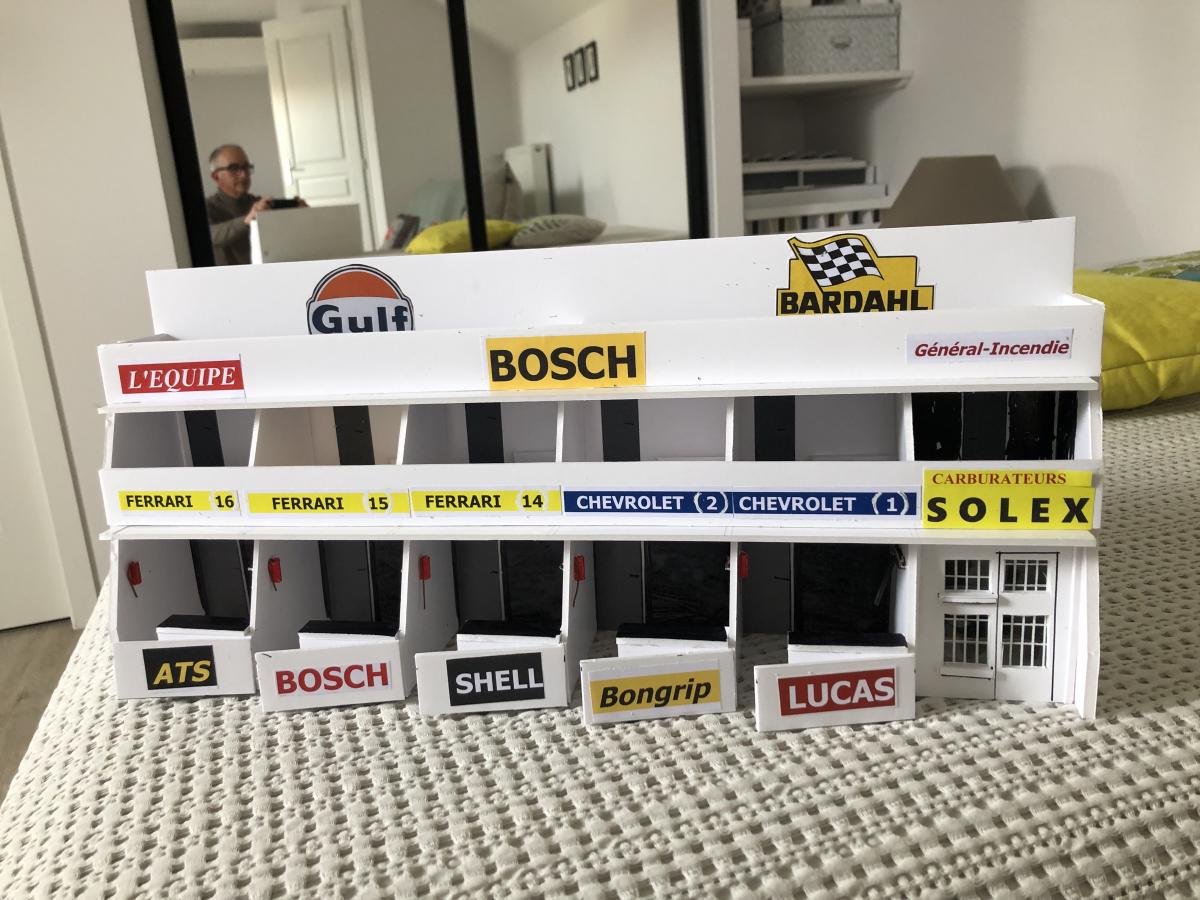 Gulf
BARDAHL
L'EQUIPE
BOSCH
Général-Incendie
FERRARI (16)
FERRARI (15)
FERRARI (14)
CHEVROLET (2)
CHEVROLET (1)
CARBURATEURS
SOLEX
ATS
BOSCH
SHELL
Bongrip
LUCAS